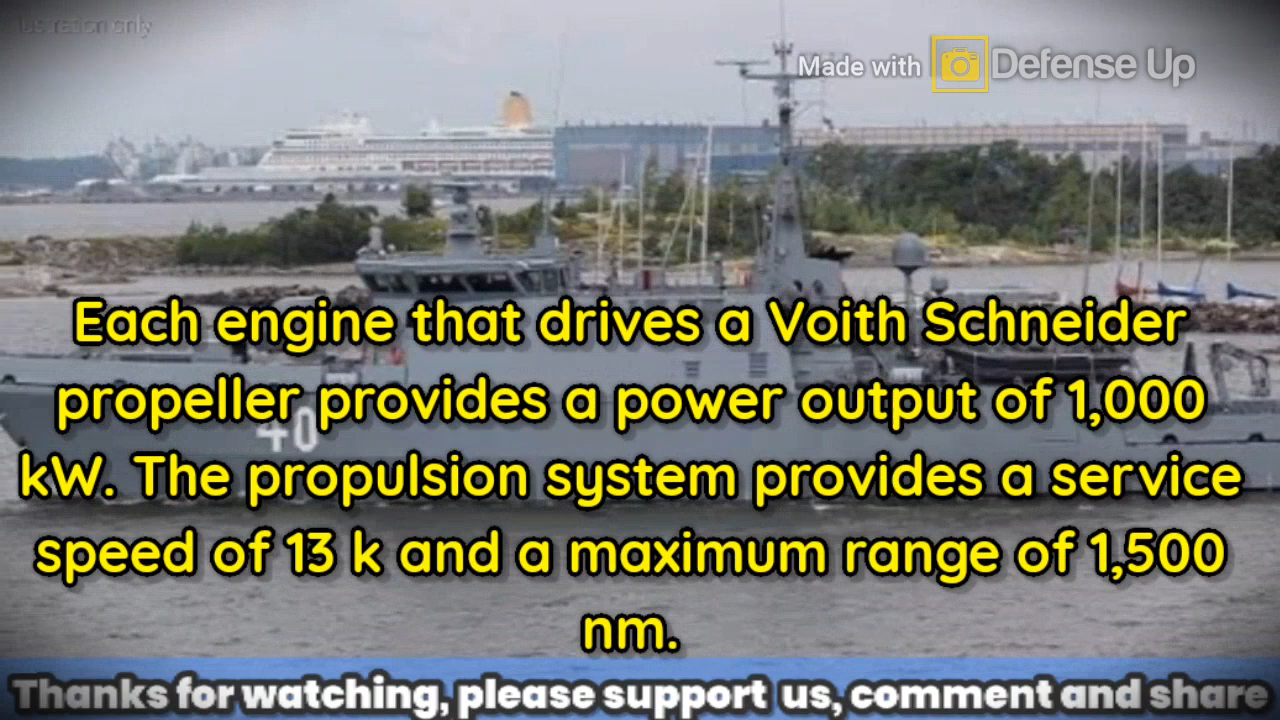 Illustration only
Made with Defense Up
Each engine that drives a Voith Schneider
propeller provides a power output of 1,000
40
kW. The propulsion system provides a service
speed of 13 k and a maximum range of 1,500
nm.
Thanks for watching, please support us, comment and share